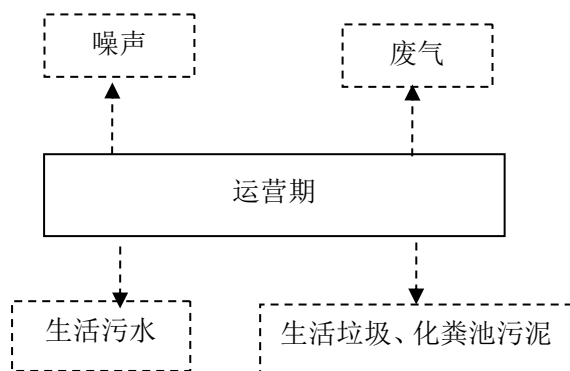 噪声
废气
运营期
生活污水
生活垃圾、化粪池污泥